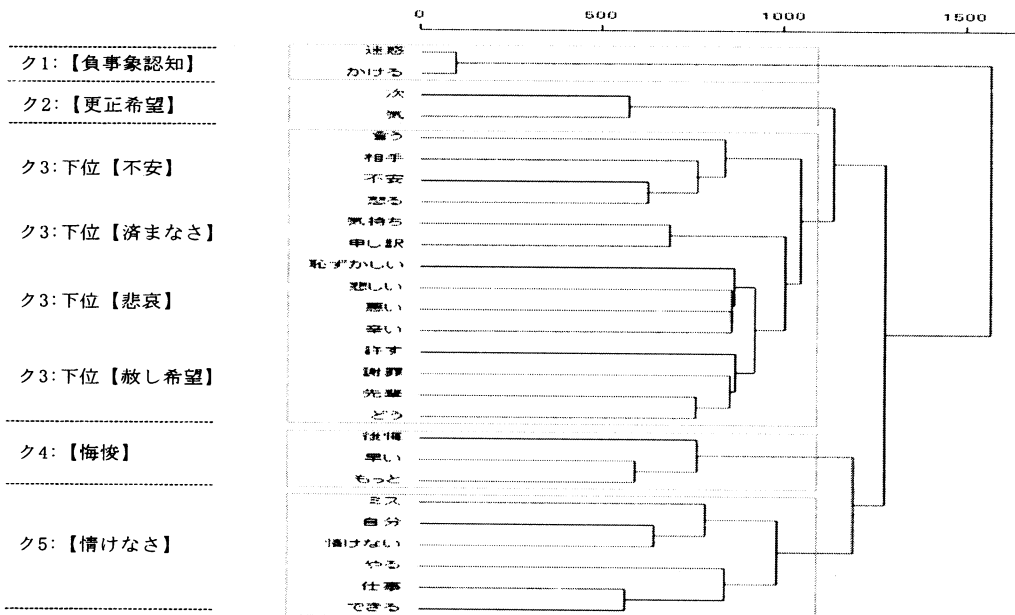 0 500 1000 1500
ク1:【負事象認知】
迷惑
かける
ク2:【更正希望】
次
気
ク3:下位【不安】
言う
相手
不安
怒る
ク3:下位【済まなさ】
気持ち
申し訳
ク3:下位【悲哀】
恥ずかしい
悲しい
悪い
辛い
ク3:下位【赦し希望】
許す
謝罪
先輩
どう
ク4:【悔悛】
後悔
早い
もっと
ク5:【情けなさ】
ミス
自分
情けない
やる
仕事
できる